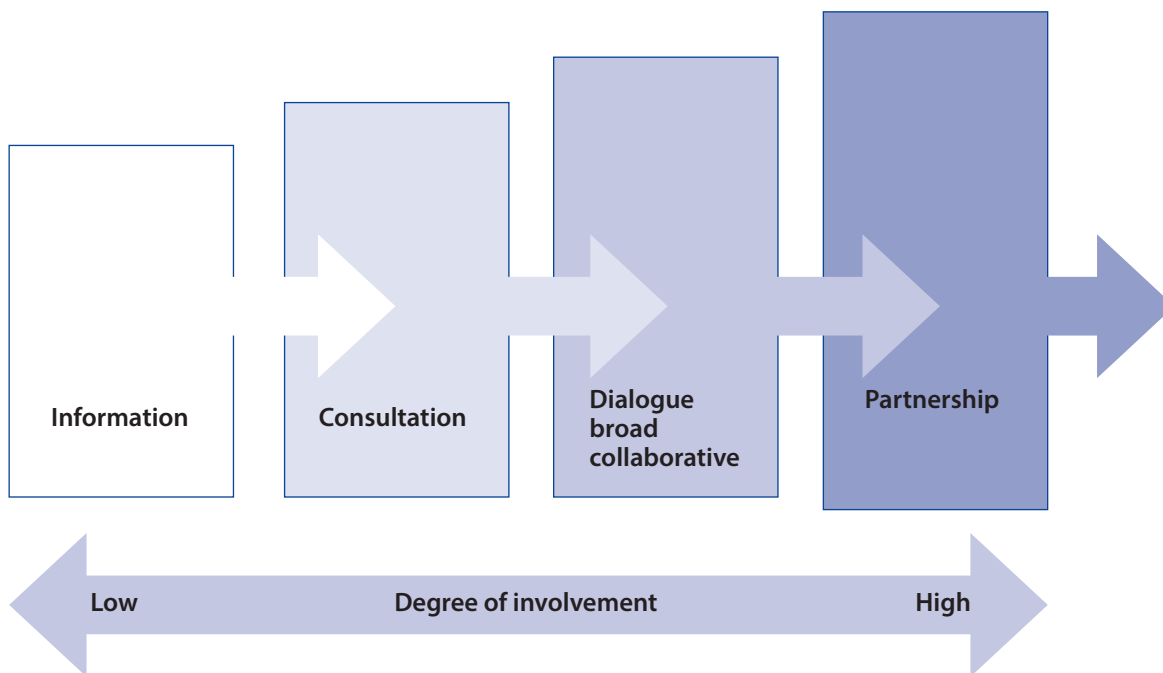 Information
Consultation
Dialogue
broad
collaborative
Partnership
Low
Degree of involvement
High